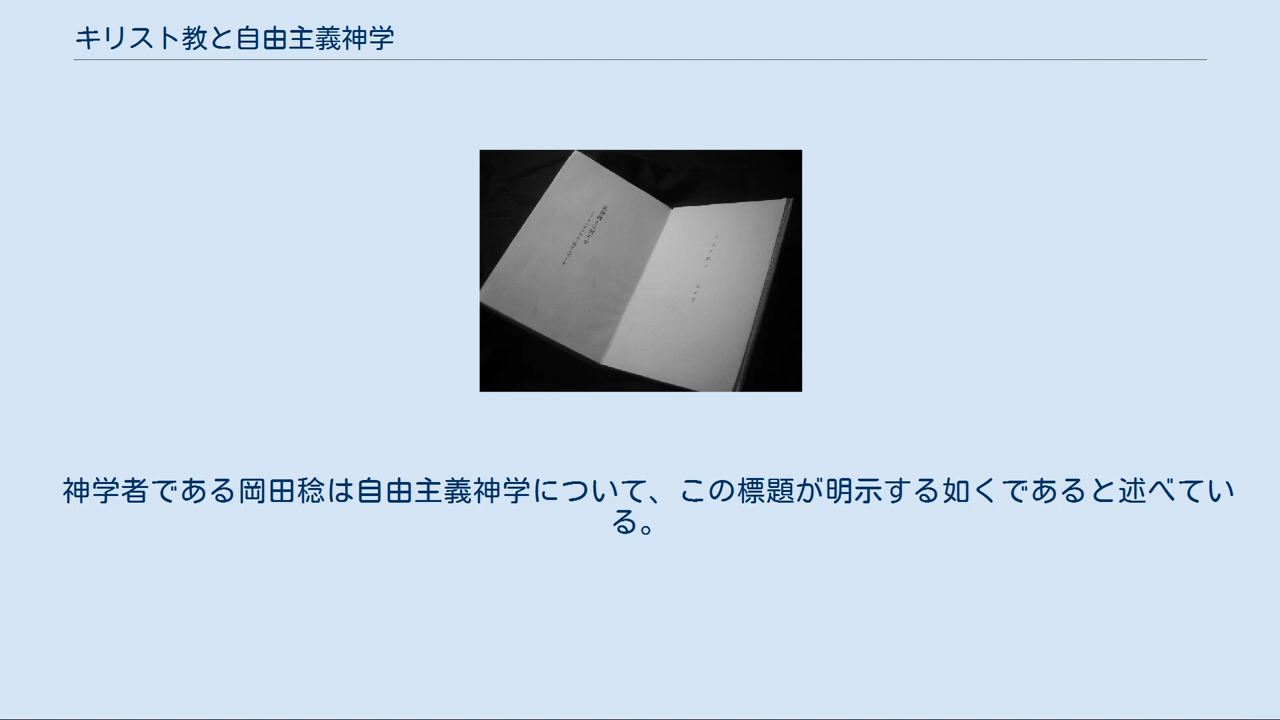 キリスト教と自由主義神学
神学者である岡田稔は自由主義神学について、この標題が明示する如くであると述べてい
る。